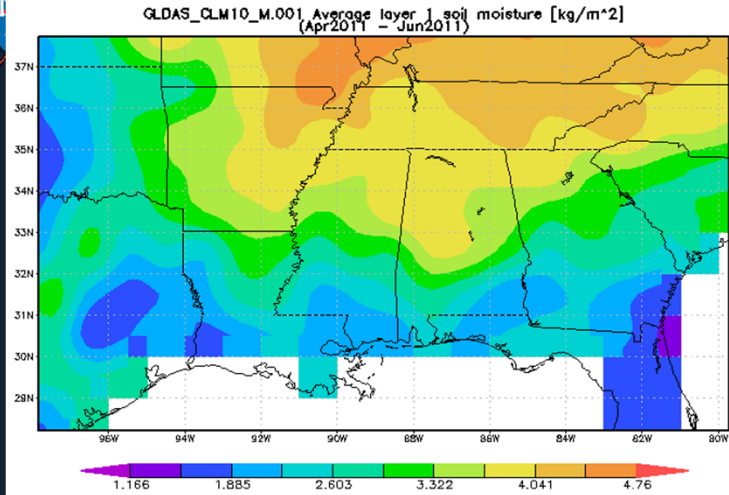 GLDAS_CLM10_M.001 Average layer 1 soil moisture [kg/m^2]
(Apr2011 - Jun2011)
37N
36N
35N
34N
33N
32N
31N
30N
29N
96W 94W 92W 90W 88W 86W 84W 82W 80W
1.166 1.885 2.603 3.322 4.041 4.76